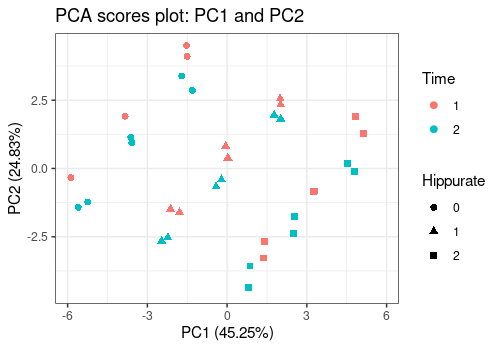 PCA scores plot: PC1 and PC2
PC2 (24.83%)
2.5
0.0
-2.5
-6
-3
0
3
6
PC1 (45.25%)
Time
1
2
Hippurate
0
1
2